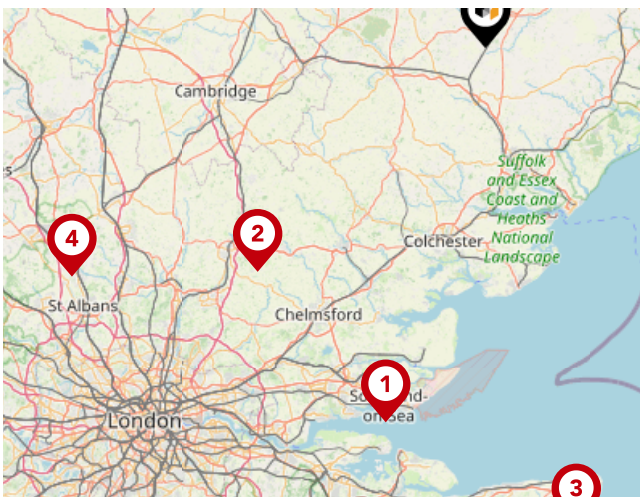 Cambridge
s
Suffolk
and Essex
Coast and
Heaths
National
Landscape
2
4
Colchester
St Albans
Chelmsford
1
on Sea
London
3